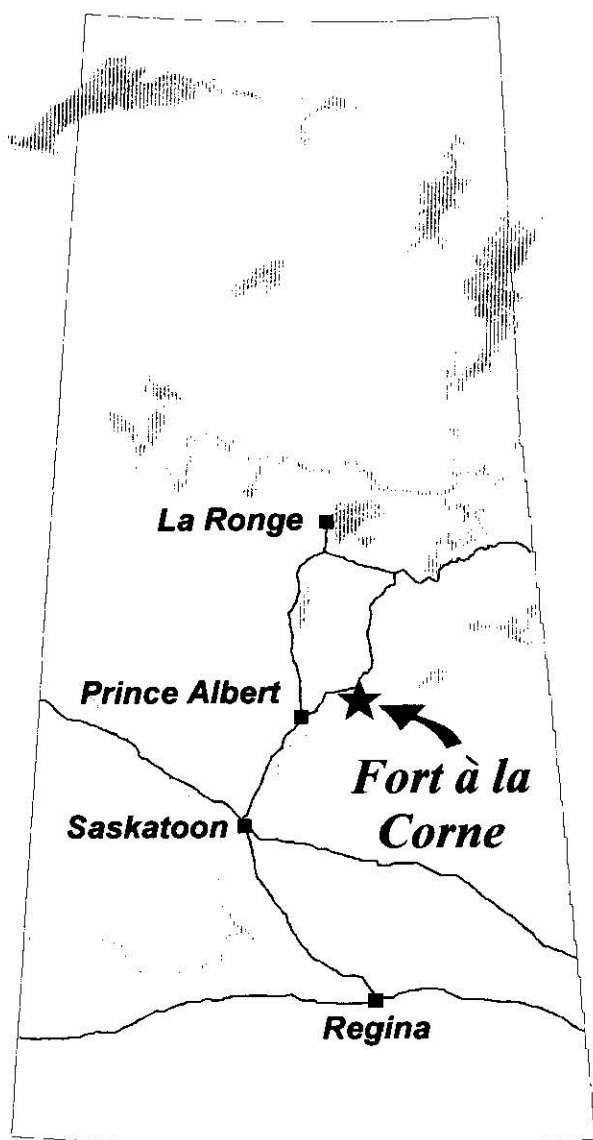 La Ronge
Prince Albert
Fort à la
Corne
Saskatoon
Regina